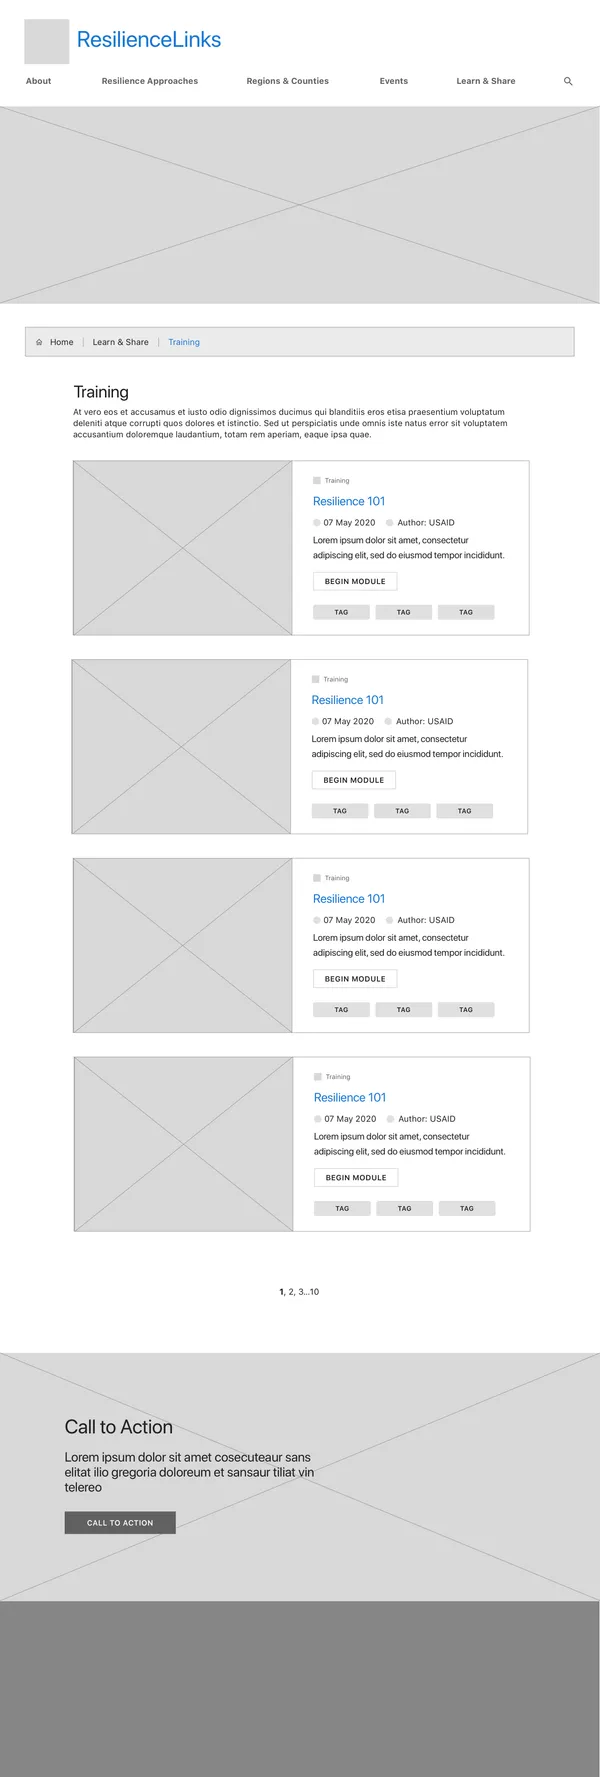 ResilienceLinks
About Resilience Approaches Regions & Counties Events Learn & Share
Home | Learn & Share | Training
Training
At vero eos et accusamus et iusto odio dignissimos ducimus qui blanditiis eros etisa praesentium voluptatum
deleniti atque corrupti quos dolores et istinctio. Sed ut perspiciatis unde omnis iste natus error sit voluptatem
accusantium doloremque laudantium, totam rem aperiam, eaque ipsa quae.
Training
Resilience 101
07 May 2020 Author: USAID
Lorem ipsum dolor sit amet, consectetur
adipiscing elit, sed do eiusmod tempor incididunt.
BEGIN MODULE
TAG TAG TAG
Training
Resilience 101
07 May 2020 Author: USAID
Lorem ipsum dolor sit amet, consectetur
adipiscing elit, sed do eiusmod tempor incididunt.
BEGIN MODULE
TAG TAG TAG
Training
Resilience 101
07 May 2020 Author: USAID
Lorem ipsum dolor sit amet, consectetur
adipiscing elit, sed do eiusmod tempor incididunt.
BEGIN MODULE
TAG TAG TAG
Training
Resilience 101
07 May 2020 Author: USAID
Lorem ipsum dolor sit amet, consectetur
adipiscing elit, sed do eiusmod tempor incididunt.
BEGIN MODULE
TAG TAG TAG
1, 2, 3...10
Call to Action
Lorem ipsum dolor sit amet cosecuteaur sans
elitat ilio gregoria doloreum et sansaur tiliat vin
telereo
CALL TO ACTION